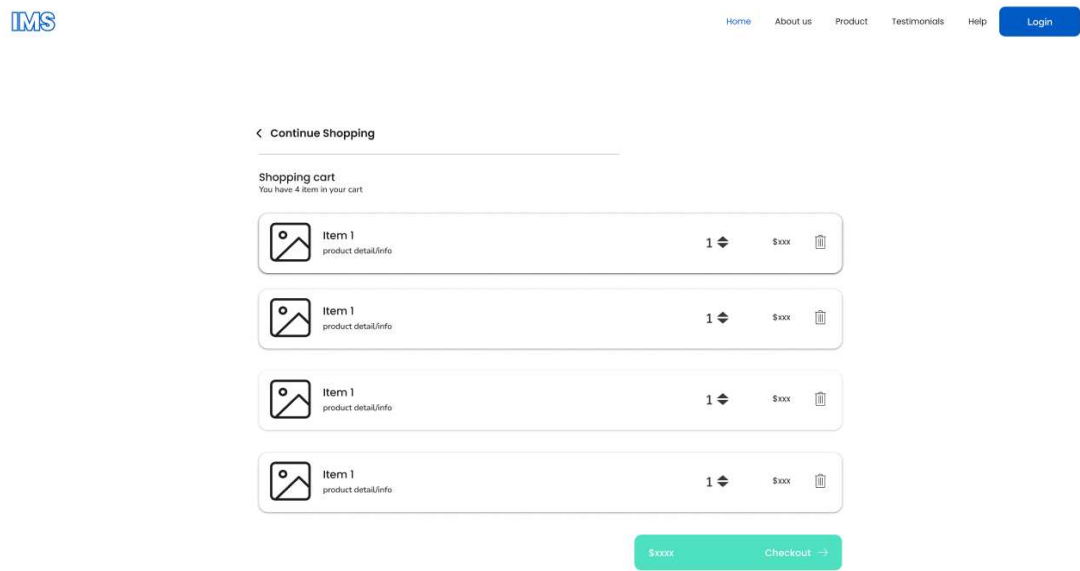 IMS
Home About us Product Testimonials Help Login
Continue Shopping
Shopping cart
You have 4 item in your cart
Item 1
product detail/info
1 $xxx
Item 1
product detail/info
1 $xxx
Item 1
product detail/info
1 $xxx
Item 1
product detail/info
1 $xxx
$xxxx Checkout